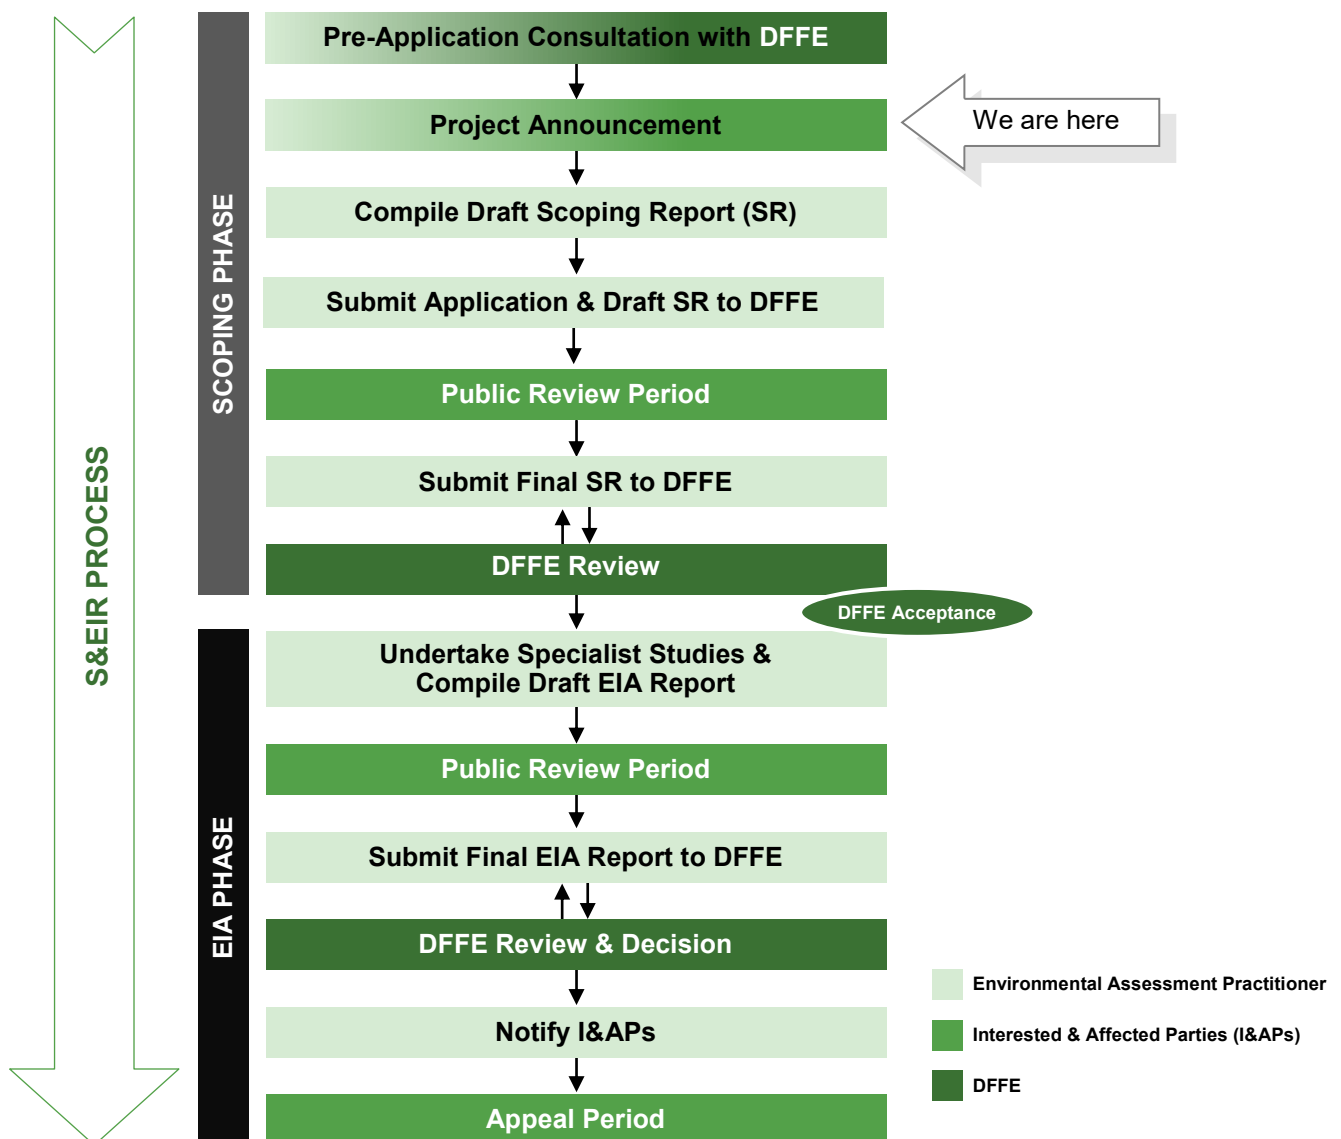 S&EIR PROCESS
SCOPING PHASE
Pre-Application Consultation with DFFE
Project Announcement
We are here
Compile Draft Scoping Report (SR)
Submit Application & Draft SR to DFFE
Public Review Period
Submit Final SR to DFFE
DFFE Review
DFFE Acceptance
EIA PHASE
Undertake Specialist Studies &
Compile Draft EIA Report
Public Review Period
Submit Final EIA Report to DFFE
DFFE Review & Decision
Notify I&APs
Appeal Period
Environmental Assessment Practitioner
Interested & Affected Parties (I&APs)
DFFE